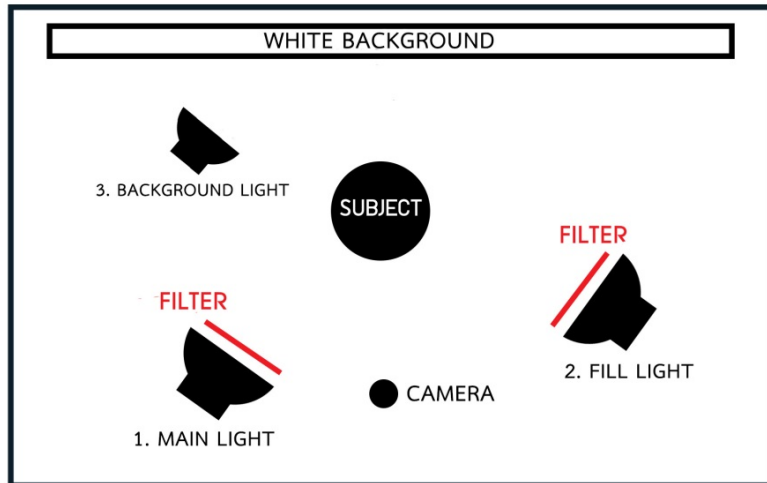 WHITE BACKGROUND
3. BACKGROUND LIGHT
SUBJECT
FILTER
FILTER
2. FILL LIGHT
CAMERA
1. MAIN LIGHT